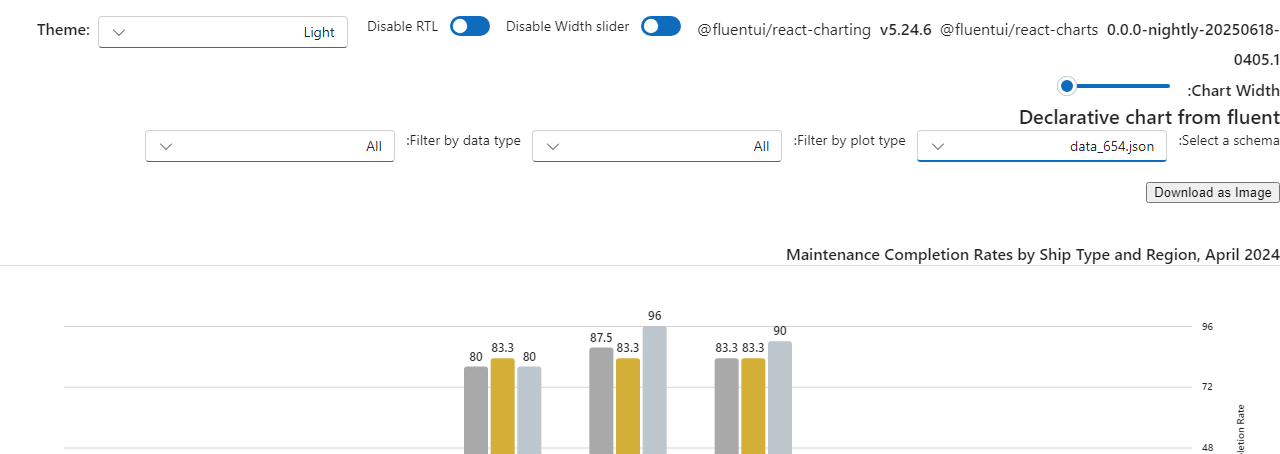 Theme: Light Disable RTL Disable Width slider @fluentui/react-charting v5.24.6 @fluentui/react-charts 0.0.0-nightly-20250618-
0405.1
:Chart Width
Declarative chart from fluent
:Select a schema data_654.json :Filter by plot type All :Filter by data type All
Download as Image
Maintenance Completion Rates by Ship Type and Region, April 2024
96
90
87.5
83.3
83.3
83.3 83.3
80
80
96
72
48